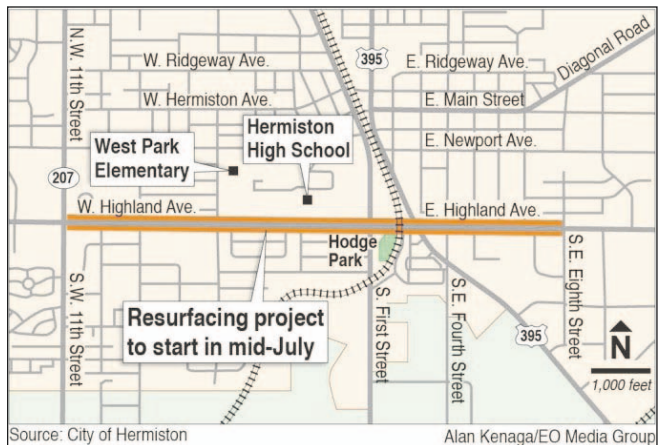 N.W. 11th Street
W. Ridgeway Ave.
395
E. Ridgeway Ave.
Diagonal Road
W. Hermiston Ave.
E. Main Street
Hermiston
High School
E. Newport Ave.
West Park
Elementary
207
W. Highland Ave.
E. Highland Ave.
Hodge
Park
S.W. 11th Street
S. First Street
S.E. Fourth Street
S.E. Eighth Street
Resurfacing project
to start in mid-July
395
N
1,000 feet
Source: City of Hermiston
Alan Kenaga/EO Media Group